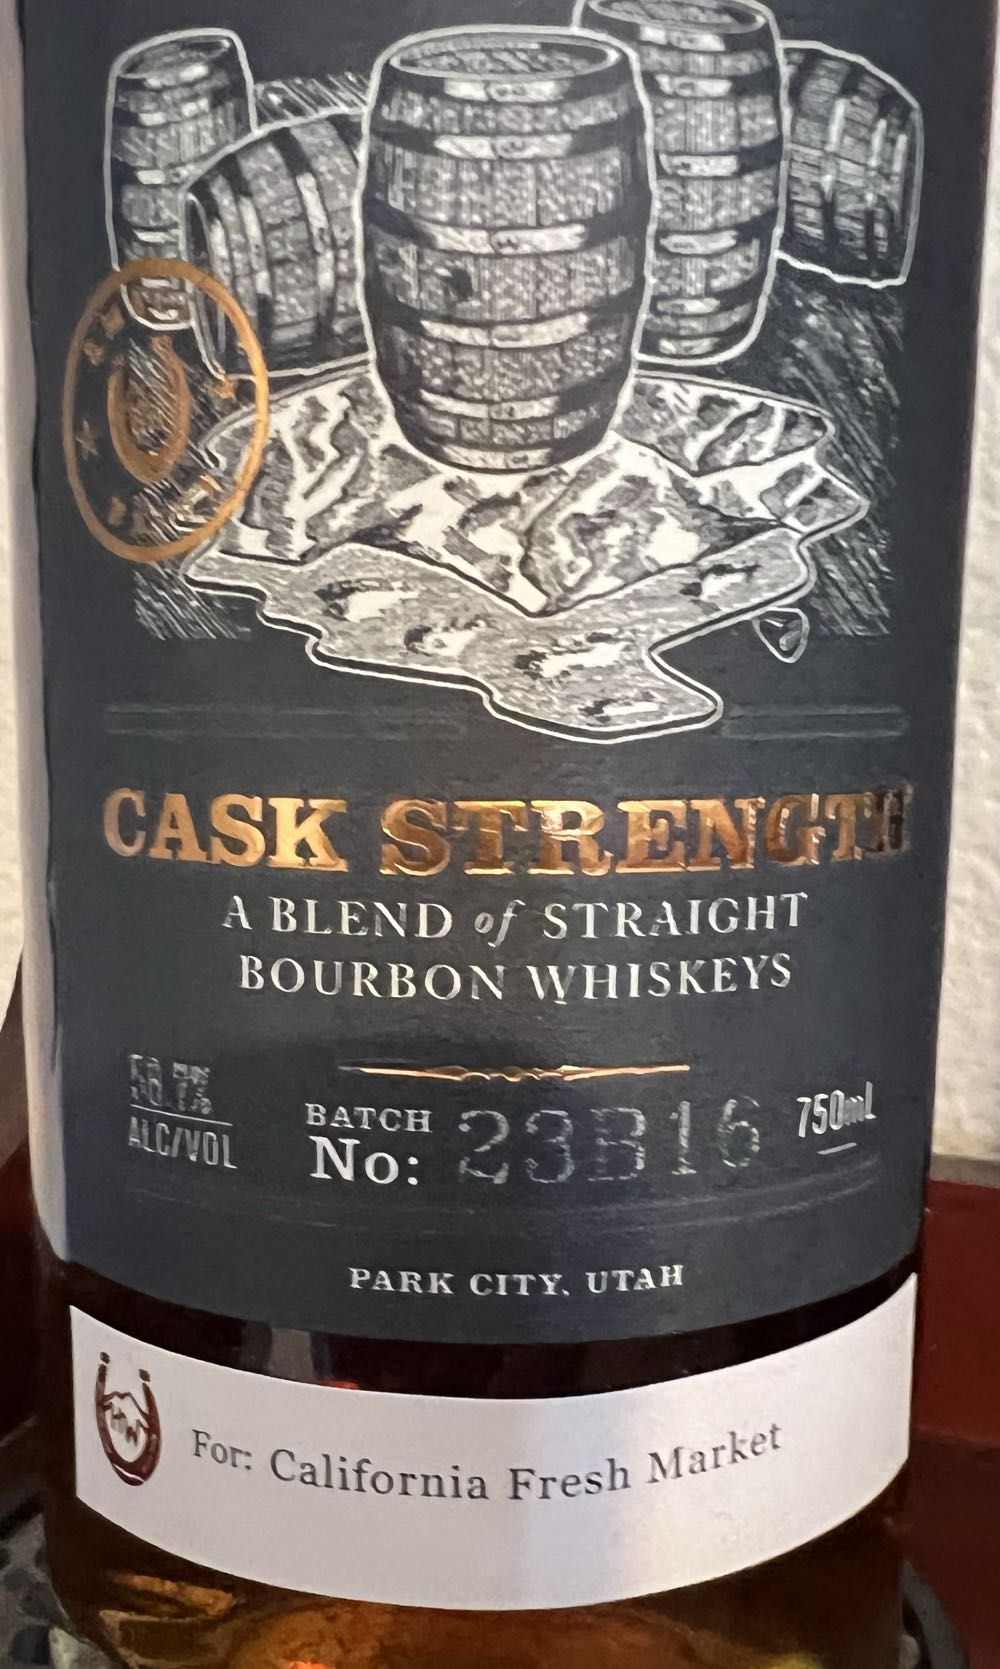 CASK STRENGTH
A BLEND of STRAIGHT
BOURBON WHISKEYS
ALC/VOL
BATCH
No: 23B16
750mL
PARK CITY, UTAH
HW
For: California Fresh Market